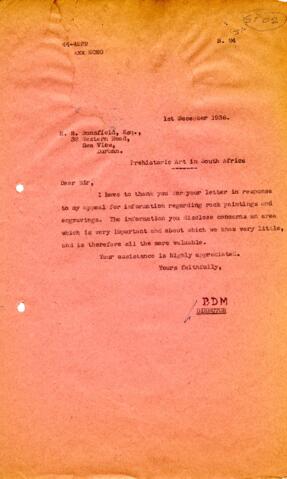 B. 94
1st December 1936.
Sea View,
Durban.
Prehistoric Art in South Africa
Dear Sir,
I have to thank you for your letter in response
to my appeal for information regarding rock paintings and
engravings. The information you disclose concerns an area
which is very important and about which we know very little,
and is therefore all the more valuable.
Your assistance is highly appreciated.
Yours faithfully,
BDM
DIRECTOR